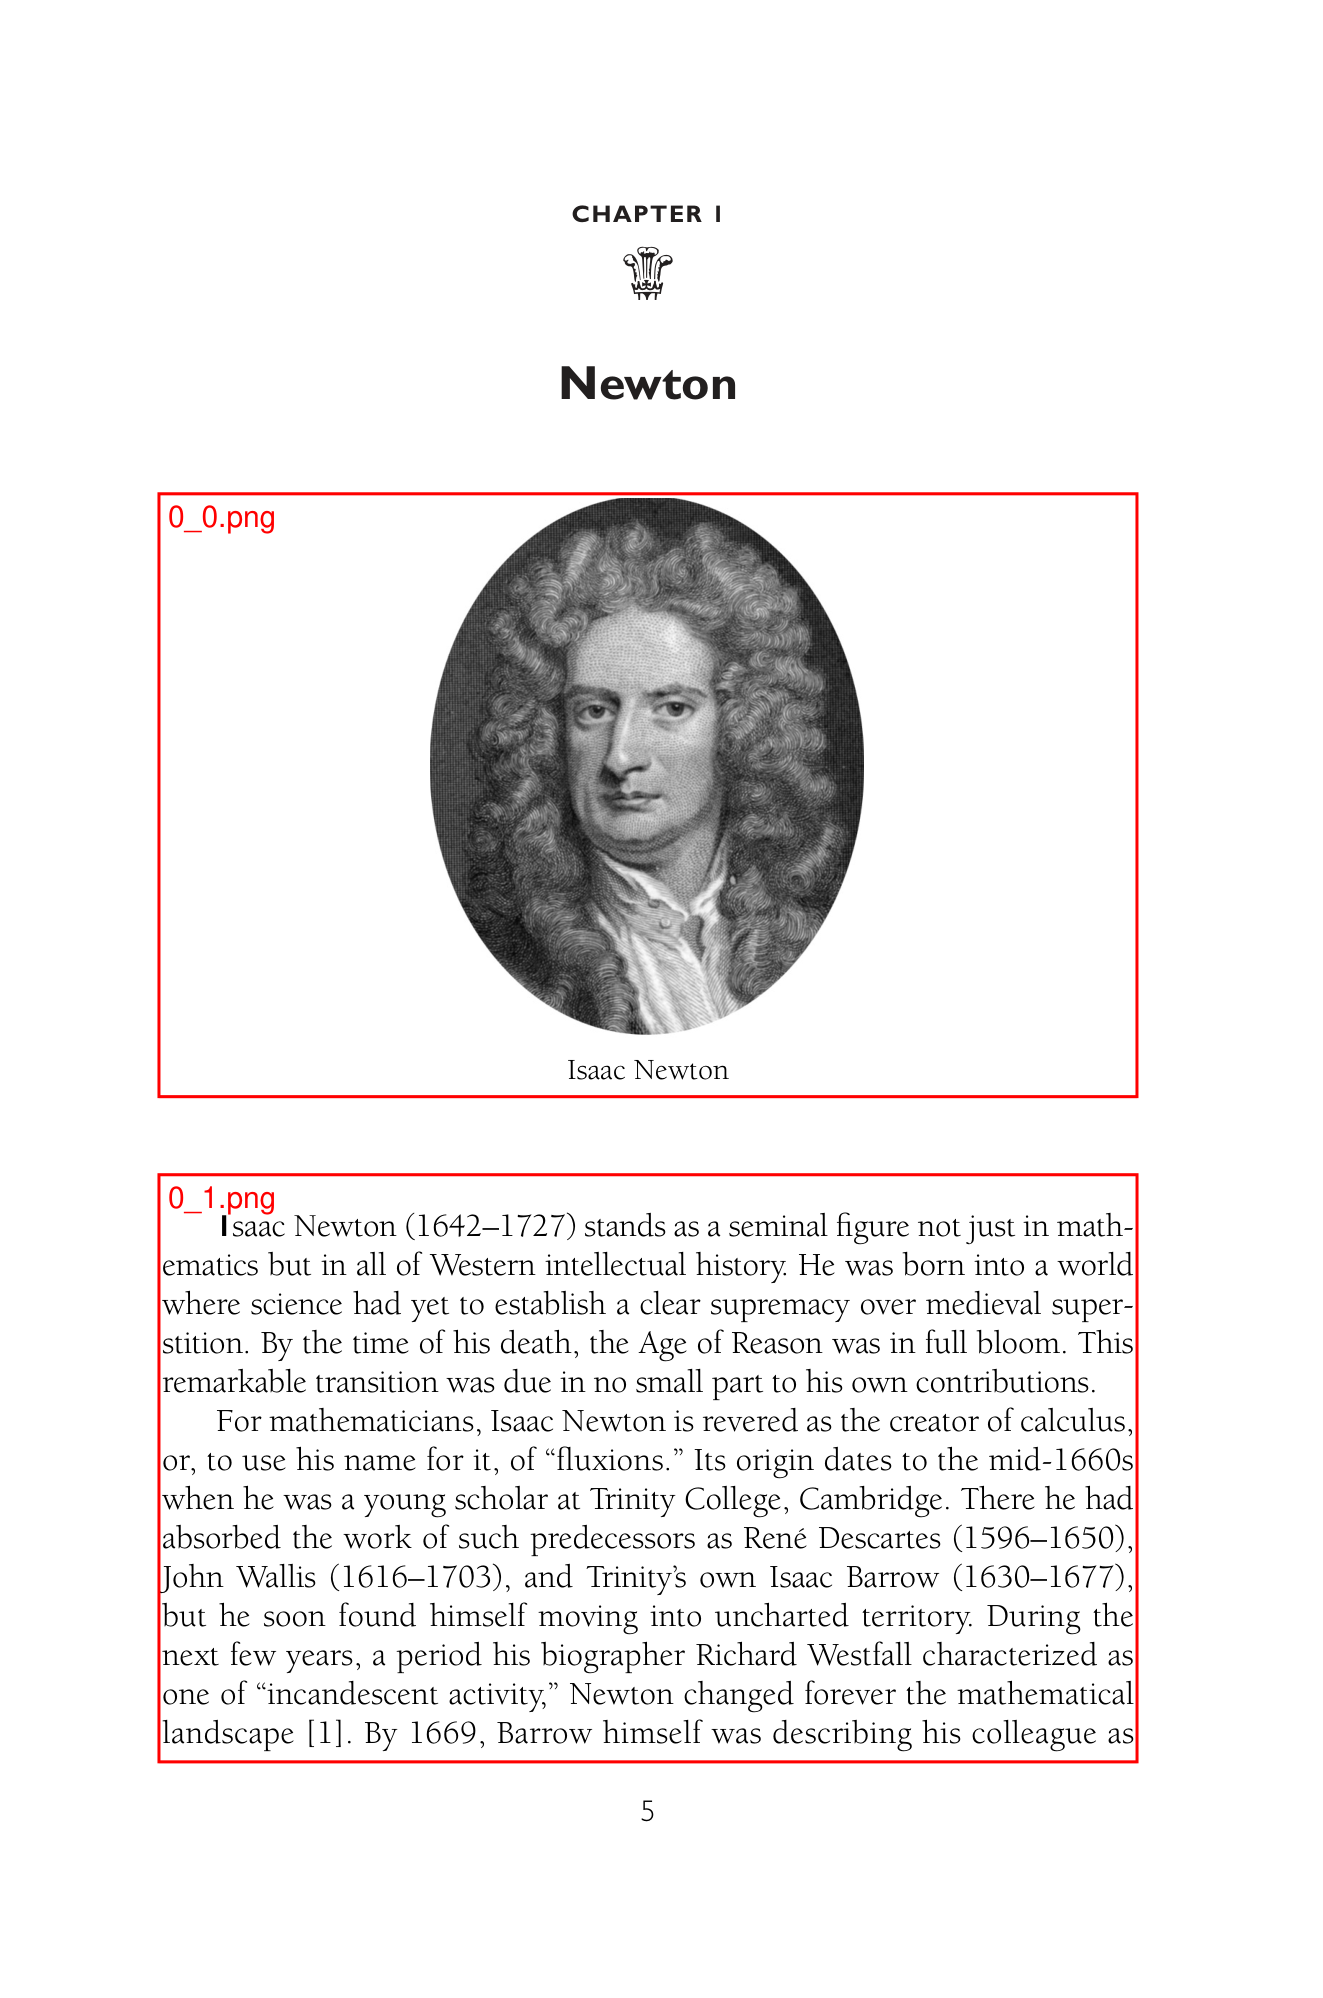 CHAPTER I
Newton
0_0.png
Isaac Newton
0_1.png
Isaac Newton (1642–1727) stands as a seminal figure not just in math-
ematics but in all of Western intellectual history. He was born into a world
where science had yet to establish a clear supremacy over medieval super-
stition. By the time of his death, the Age of Reason was in full bloom. This
remarkable transition was due in no small part to his own contributions.
For mathematicians, Isaac Newton is revered as the creator of calculus,
or, to use his name for it, of “fluxions.” Its origin dates to the mid-1660s
when he was a young scholar at Trinity College, Cambridge. There he had
absorbed the work of such predecessors as René Descartes (1596–1650),
John Wallis (1616–1703), and Trinity’s own Isaac Barrow (1630–1677),
but he soon found himself moving into uncharted territory. During the
next few years, a period his biographer Richard Westfall characterized as
one of “incandescent activity,” Newton changed forever the mathematical
landscape [1]. By 1669, Barrow himself was describing his colleague as
5